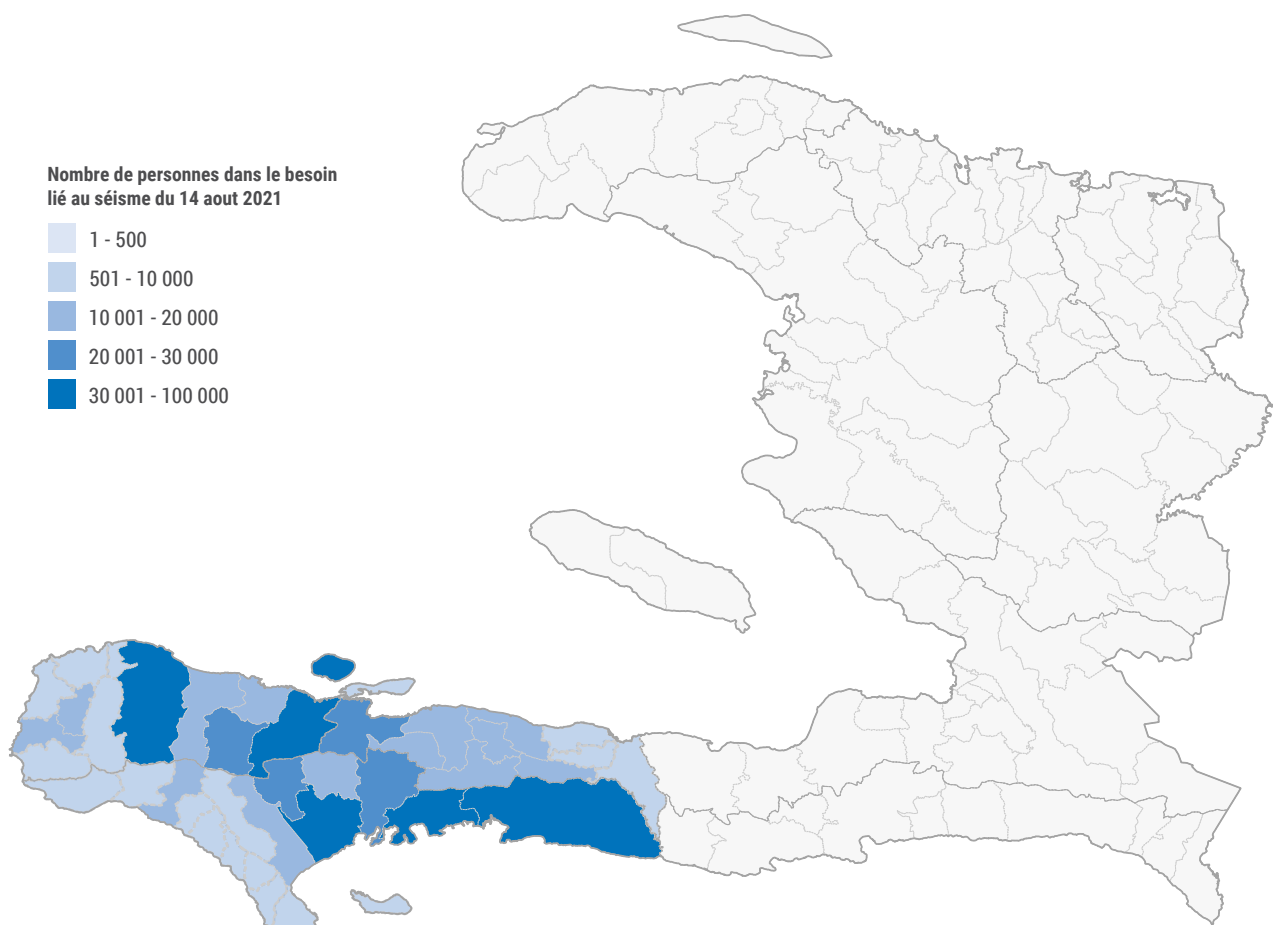 Nombre de personnes dans le besoin
lié au séisme du 14 aout 2021
1 - 500
501 - 10 000
10 001 - 20 000
20 001 - 30 000
30 001 - 100 000